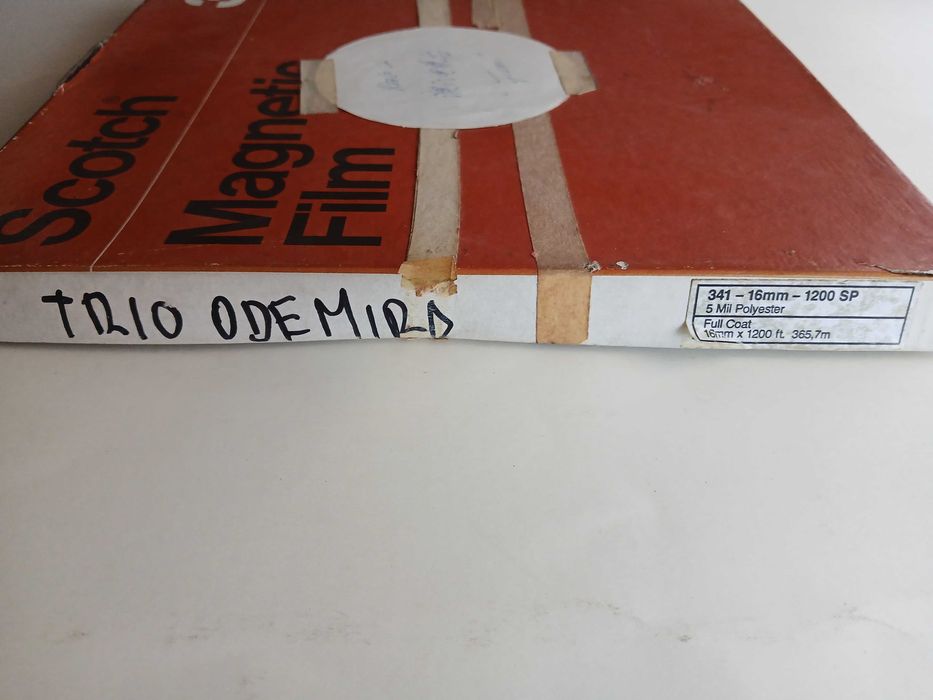 Scotch
Magnetic
Film
TRIO ODEMIRA
341 – 16mm – 1200 SP
5 Mil Polyester
Full Coat
16mm x 1200 ft. 365,7m